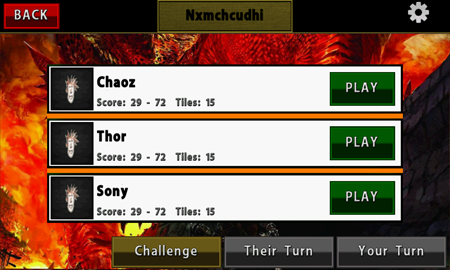 BACK
Nxmchcudhi
Chaoz
Score: 29 - 72 Tiles: 15
PLAY
Thor
Score: 29 - 72 Tiles: 15
PLAY
Sony
Score: 29 - 72 Tiles: 15
PLAY
Challenge
Their Turn
Your Turn